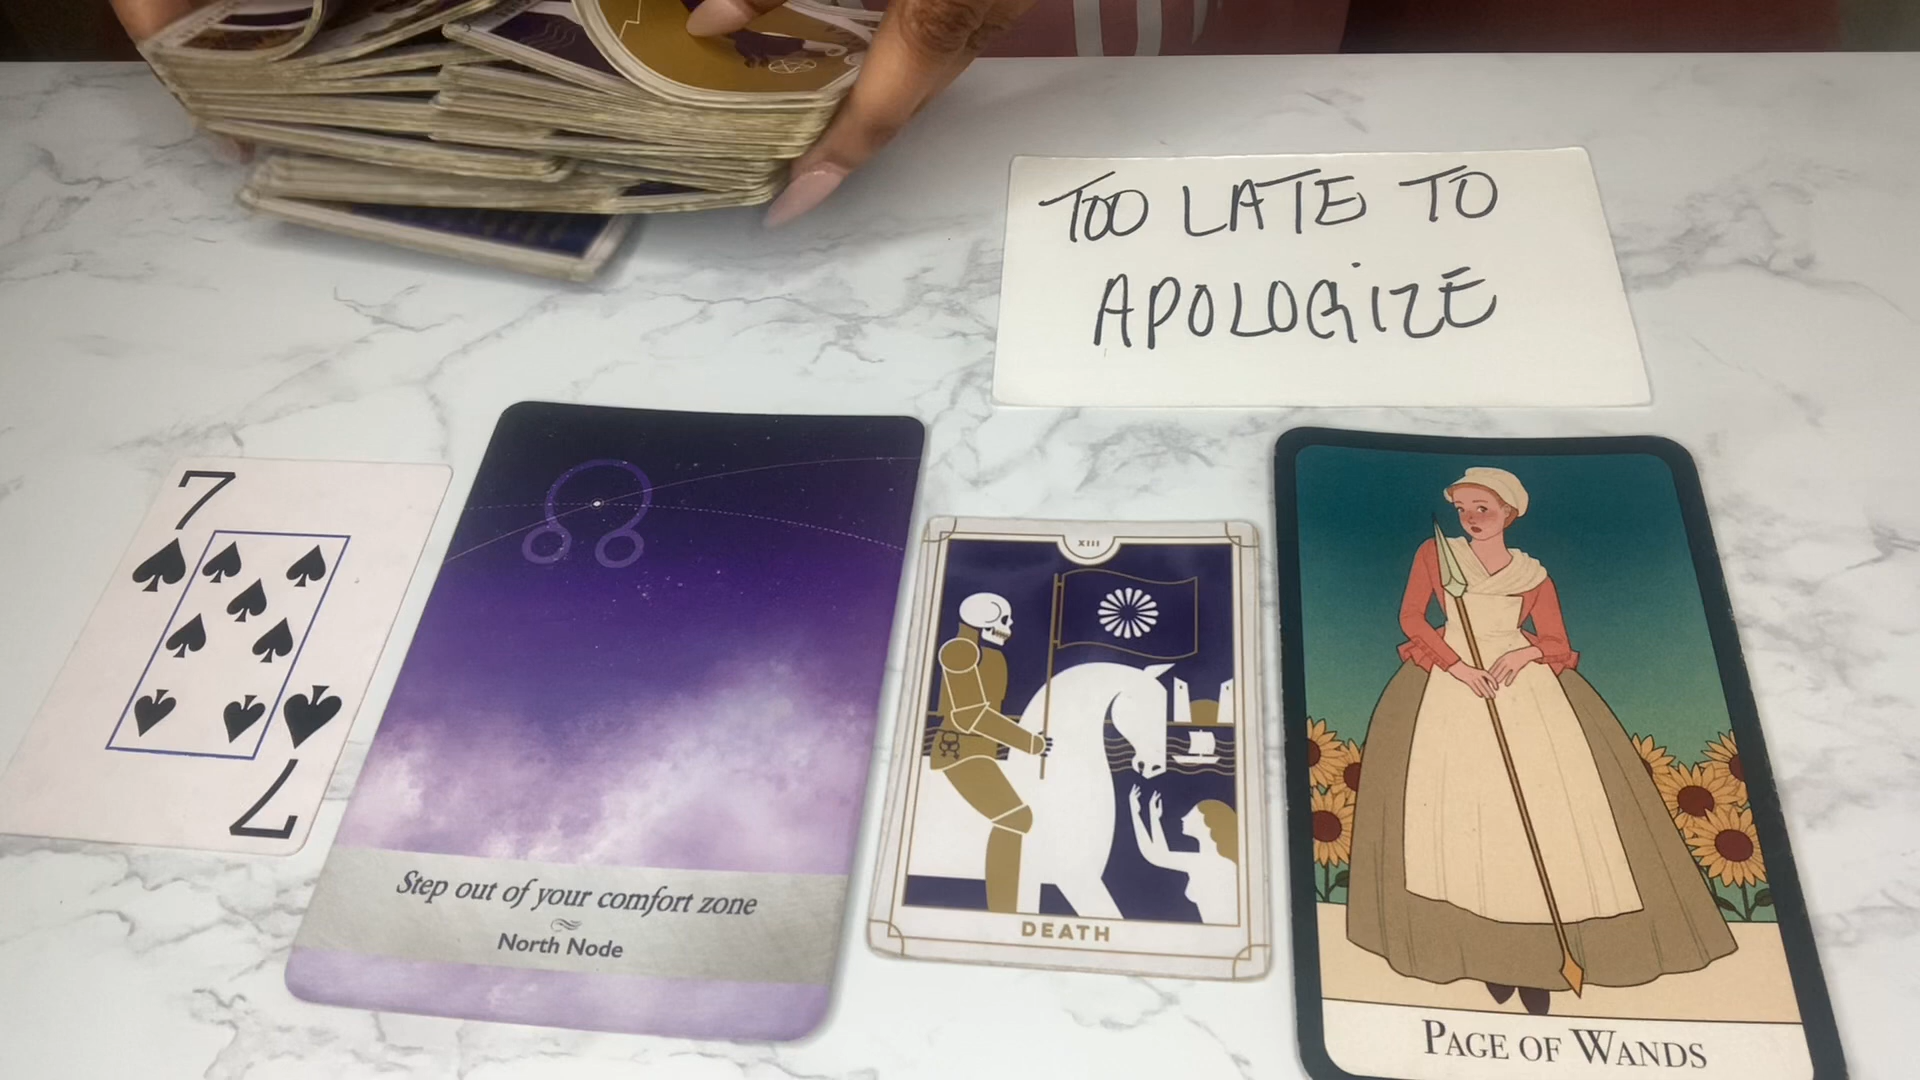 TOO LATE TO
APOLOGIZE
7
7
Step out of your comfort zone
North Node
XIII
DEATH
PAGE OF WANDS